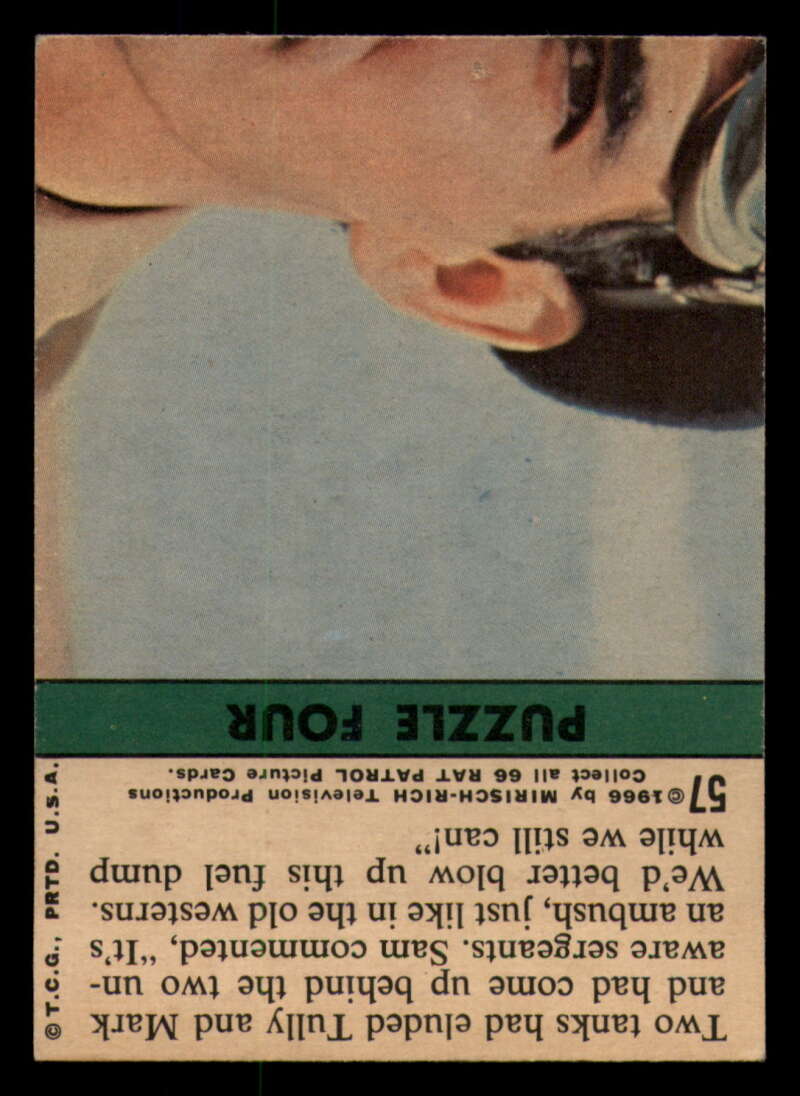 Two tanks had eluded Tully and Mark
and had come up behind the two un-
aware sergeants. Sam commented, "It's
an ambush, just like in the old westerns.
We'd better blow up this fuel dump
while we still can!"
57 ©1966 by MIRISCH-RICH Television Productions
Collect all 66 RAT PATROL Picture Cards.
PUZZLE FOUR
©T.C.G., PRTD. U.S.A.